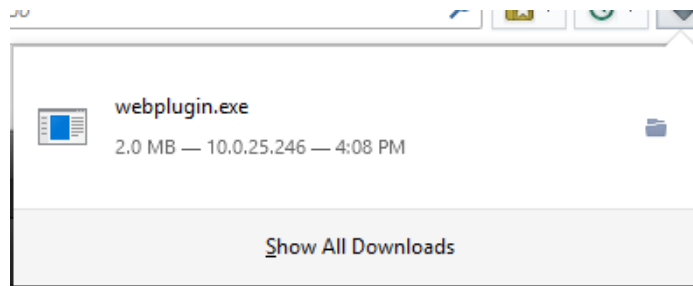 webplugin.exe
2.0 MB — 10.0.25.246 — 4:08 PM
Show All Downloads